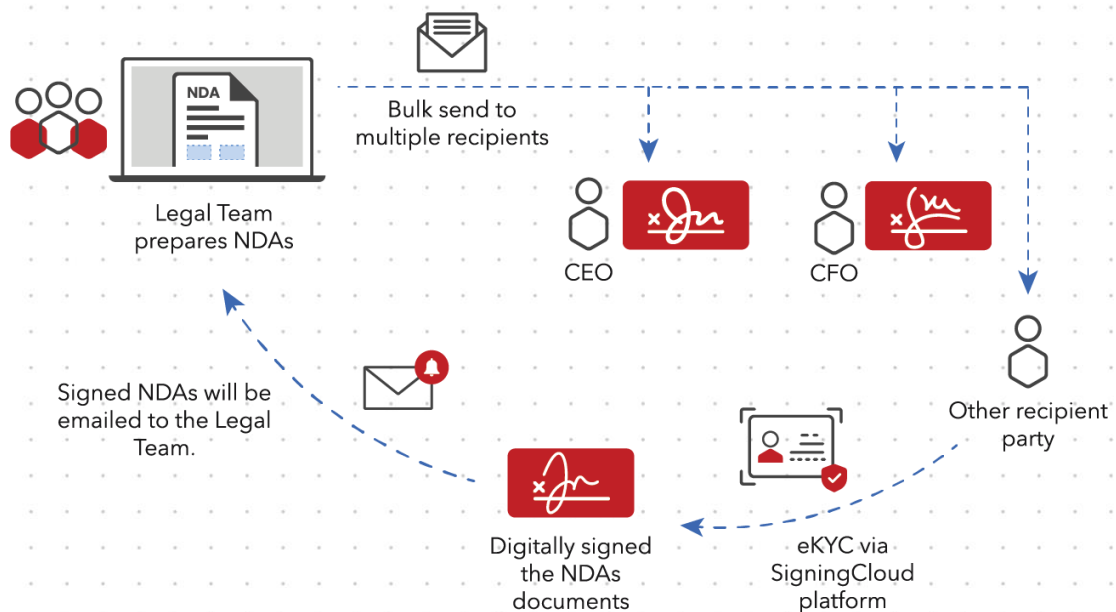 NDA
Legal Team
prepares NDAs
Bulk send to
multiple recipients
CEO
CFO
Other recipient
party
eKYC via
SigningCloud
platform
Digitally signed
the NDAs
documents
Signed NDAs will be
emailed to the Legal
Team.